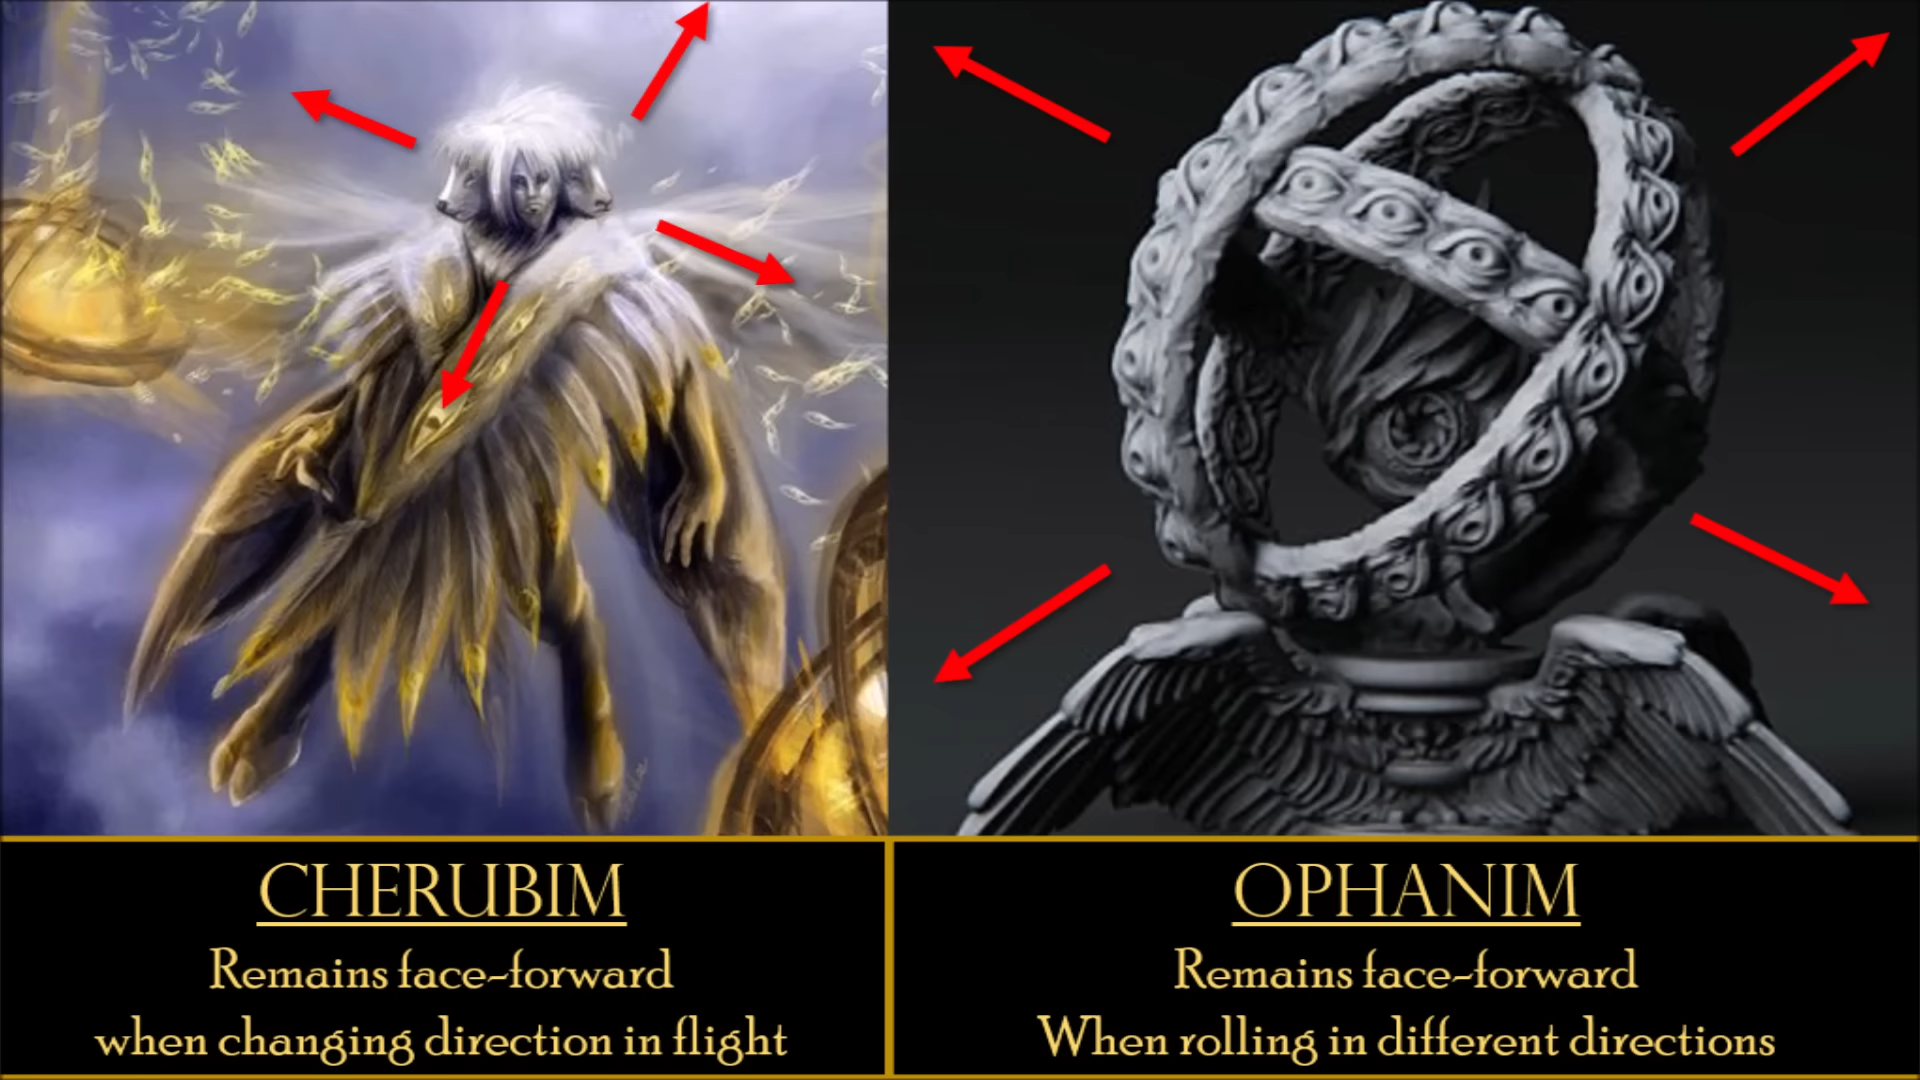 CHERUBIM
Remains face-forward
when changing direction in flight
OPHANIM
Remains face-forward
When rolling in different directions